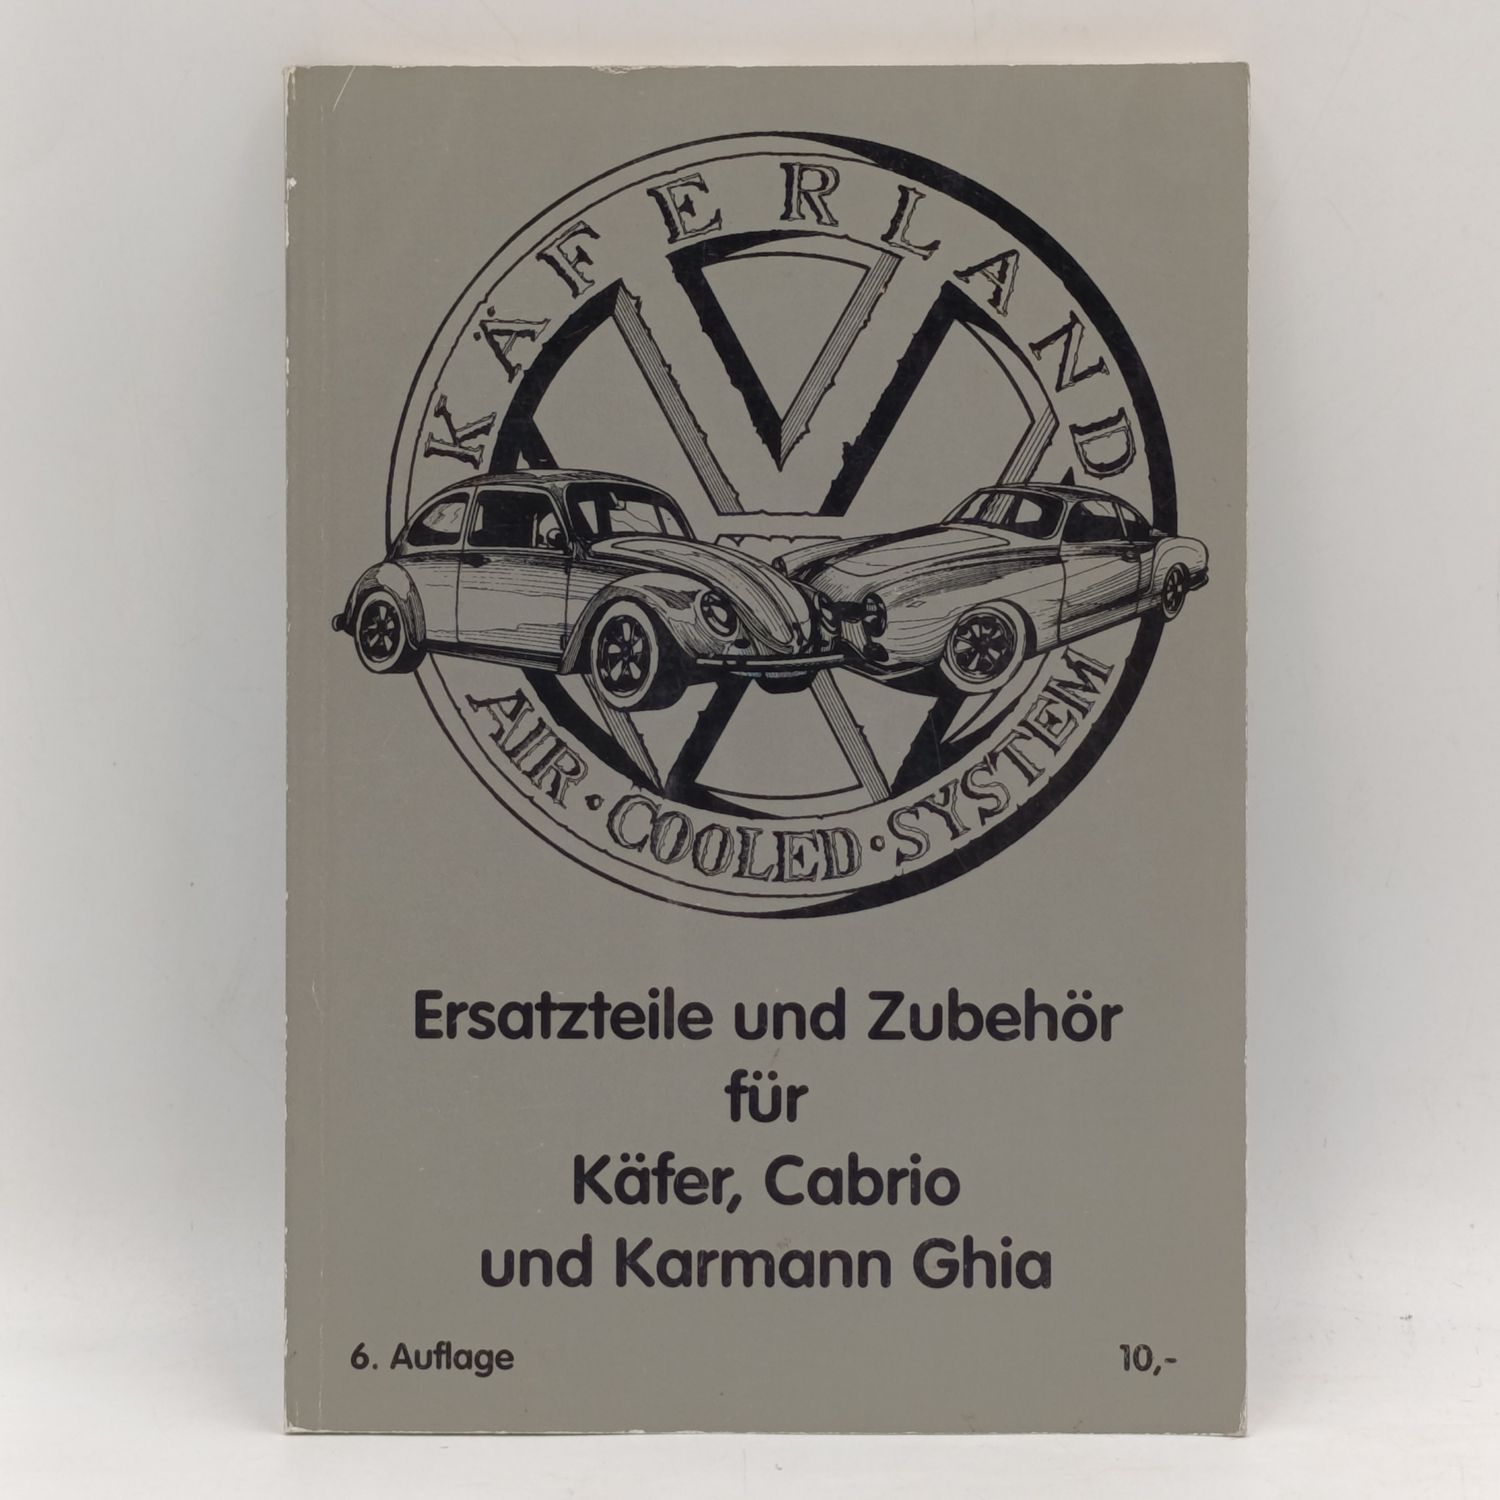 KÄFERLAND
AIR · COOLED · SYSTEM
Ersatzteile und Zubehör
für
Käfer, Cabrio
und Karmann Ghia
6. Auflage
10,-